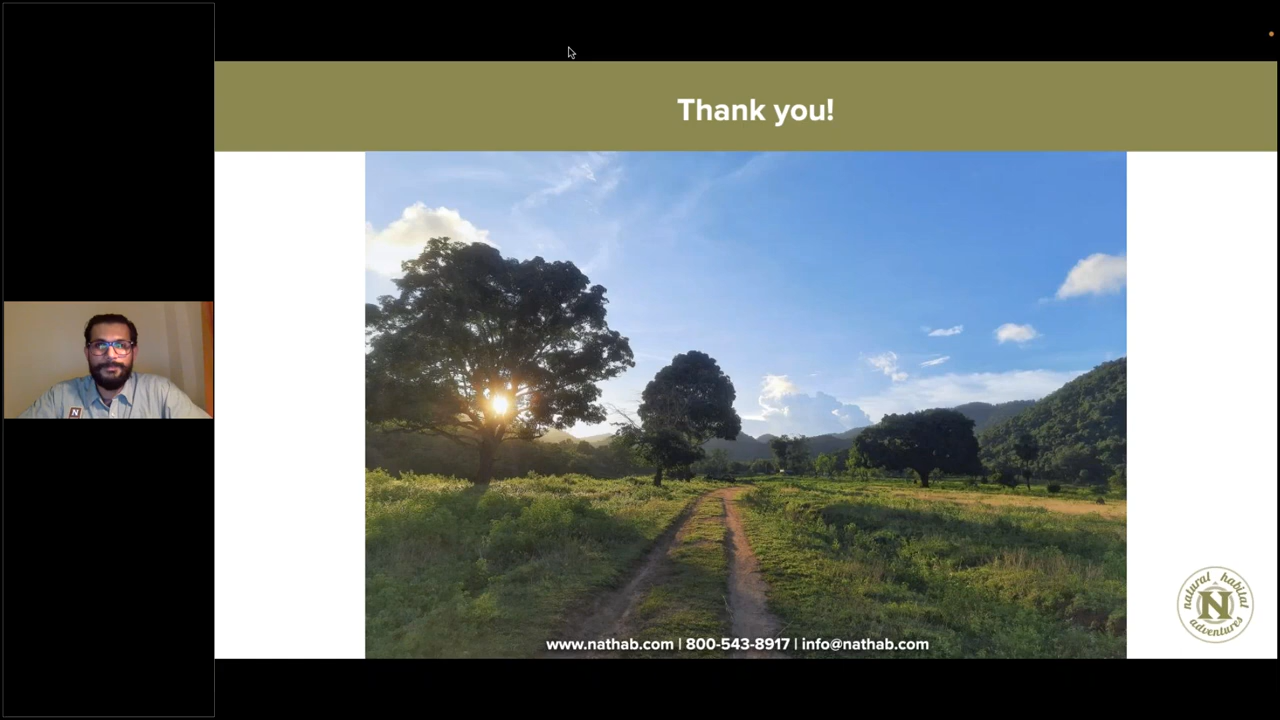 Thank you!
N
www.nathab.com | 800-543-8917 | info@nathab.com
natural habitat
N
adventures